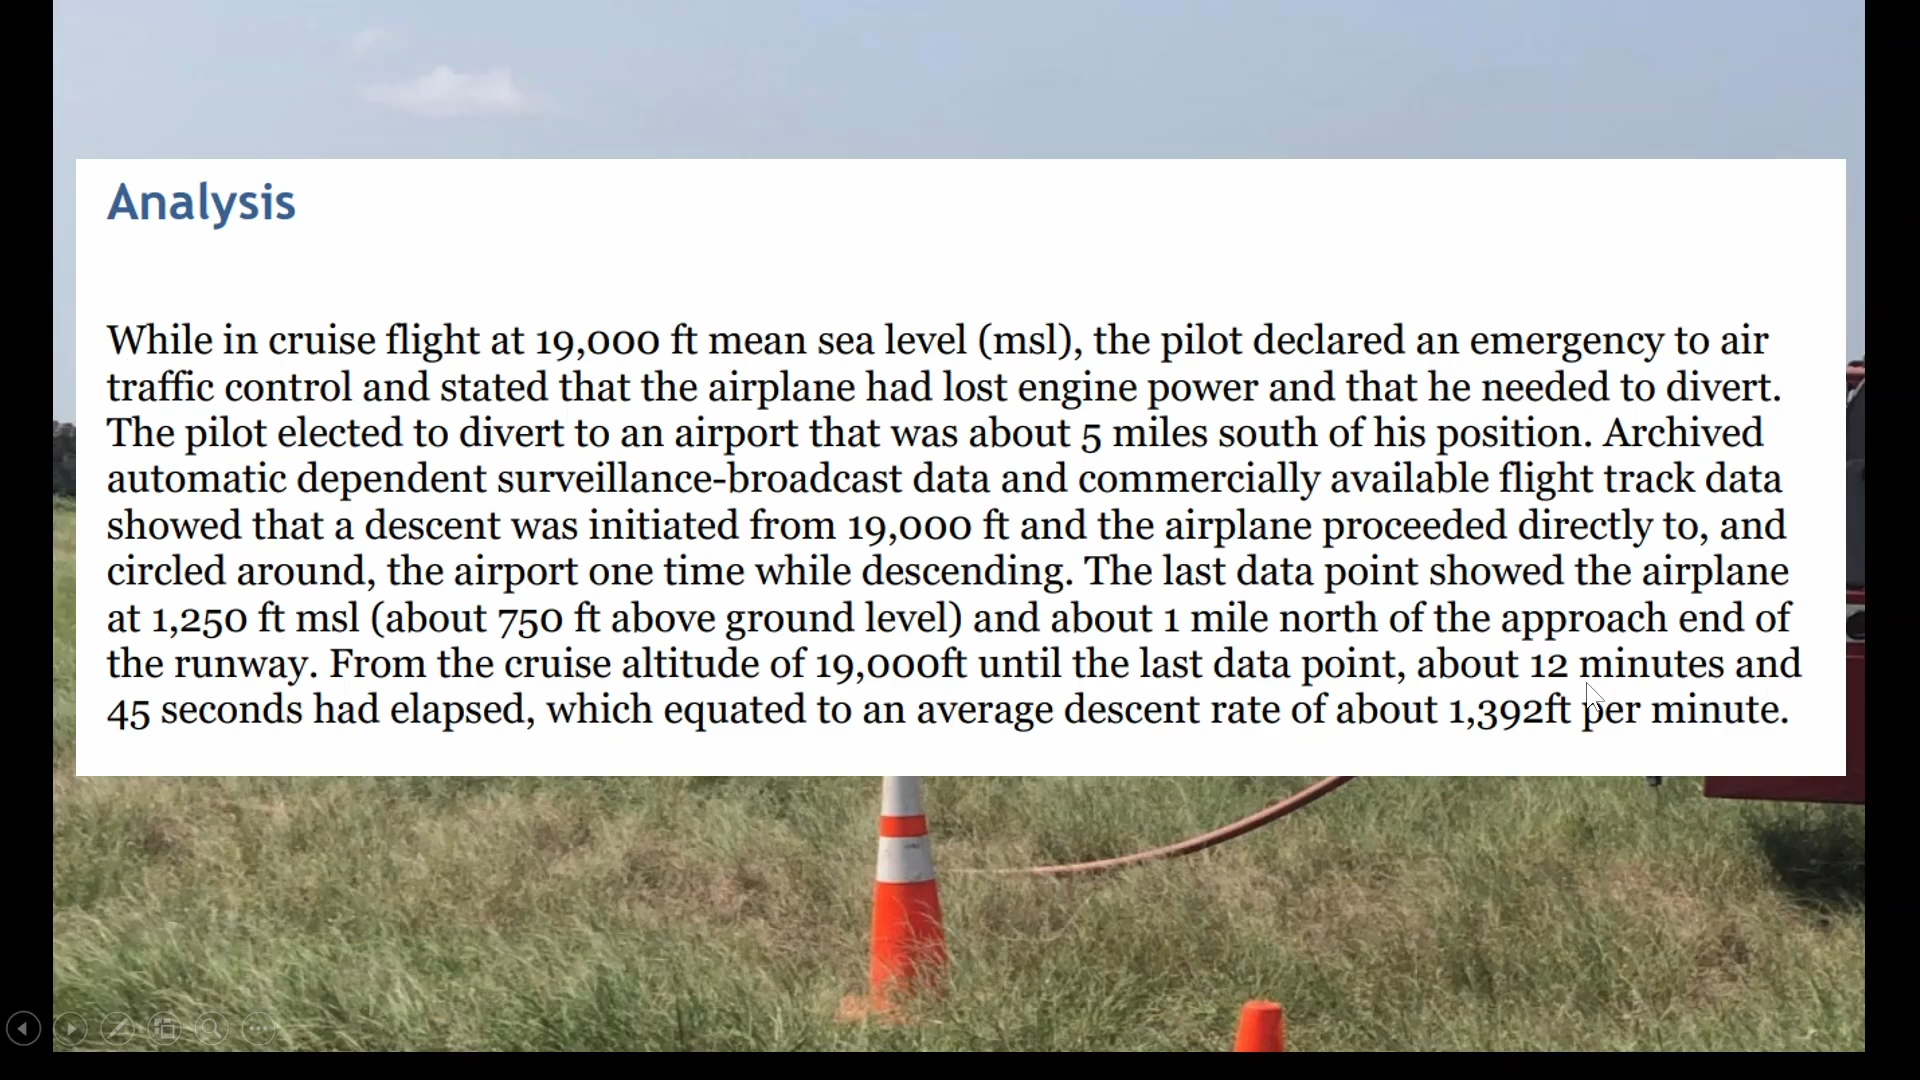 Analysis
While in cruise flight at 19,000 ft mean sea level (msl), the pilot declared an emergency to air
traffic control and stated that the airplane had lost engine power and that he needed to divert.
The pilot elected to divert to an airport that was about 5 miles south of his position. Archived
automatic dependent surveillance-broadcast data and commercially available flight track data
showed that a descent was initiated from 19,000 ft and the airplane proceeded directly to, and
circled around, the airport one time while descending. The last data point showed the airplane
at 1,250 ft msl (about 750 ft above ground level) and about 1 mile north of the approach end of
the runway. From the cruise altitude of 19,000ft until the last data point, about 12 minutes and
45 seconds had elapsed, which equated to an average descent rate of about 1,392ft per minute.